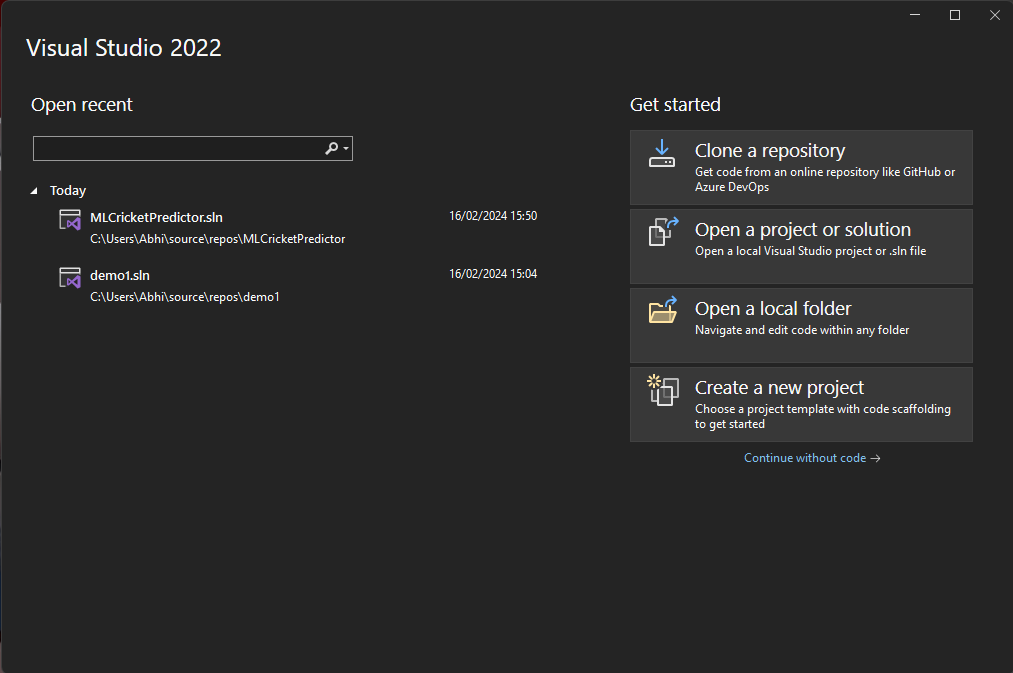 Visual Studio 2022
Open recent
Today
MLCricketPredictor.sln 16/02/2024 15:50
C:\Users\Abhi\source\repos\MLCricketPredictor
demo1.sln 16/02/2024 15:04
C:\Users\Abhi\source\repos\demo1
Get started
Clone a repository
Get code from an online repository like GitHub or
Azure DevOps
Open a project or solution
Open a local Visual Studio project or .sln file
Open a local folder
Navigate and edit code within any folder
Create a new project
Choose a project template with code scaffolding
to get started
Continue without code →